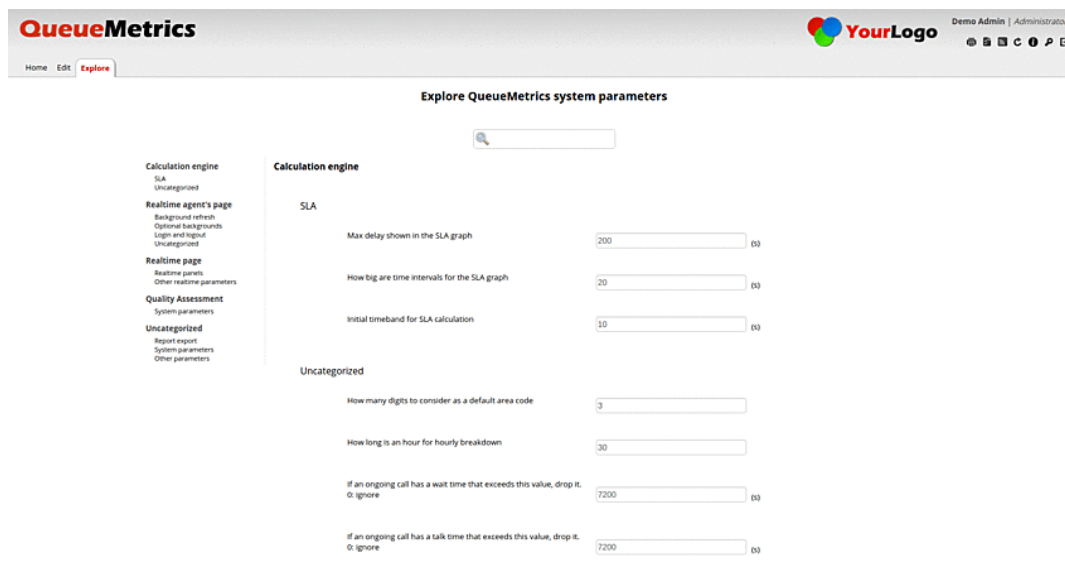 QueueMetrics
YourLogo
Demo Admin | Administrator
Home Edit Explore
Explore QueueMetrics system parameters
Calculation engine
SLA
Uncategorized
Realtime agent's page
Background refresh
Optional backgrounds
Login and logout
Uncategorized
Realtime page
Realtime panels
Other realtime parameters
Quality Assessment
System parameters
Uncategorized
Report export
System parameters
Other parameters
Calculation engine
SLA
Max delay shown in the SLA graph 200 (s)
How big are time intervals for the SLA graph 20 (s)
Initial timeband for SLA calculation 10 (s)
Uncategorized
How many digits to consider as a default area code 3
How long is an hour for hourly breakdown 30
If an ongoing call has a wait time that exceeds this value, drop it.
0: ignore 7200 (s)
If an ongoing call has a talk time that exceeds this value, drop it.
0: ignore 7200 (s)